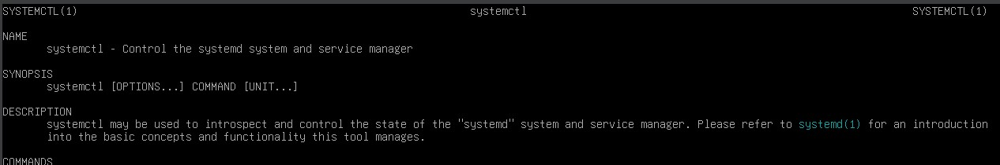 SYSTEMCTL(1) systemctl SYSTEMCTL(1)
NAME
systemctl - Control the systemd system and service manager
SYNOPSIS
systemctl [OPTIONS...] COMMAND [UNIT...]
DESCRIPTION
systemctl may be used to introspect and control the state of the "systemd" system and service manager. Please refer to systemd(1) for an introduction
into the basic concepts and functionality this tool manages.
COMMANDS